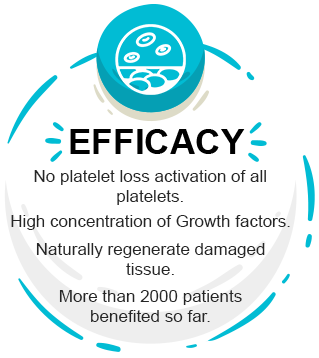 EFFICACY
No platelet loss activation of all
platelets.
High concentration of Growth factors.
Naturally regenerate damaged
tissue.
More than 2000 patients
benefited so far.